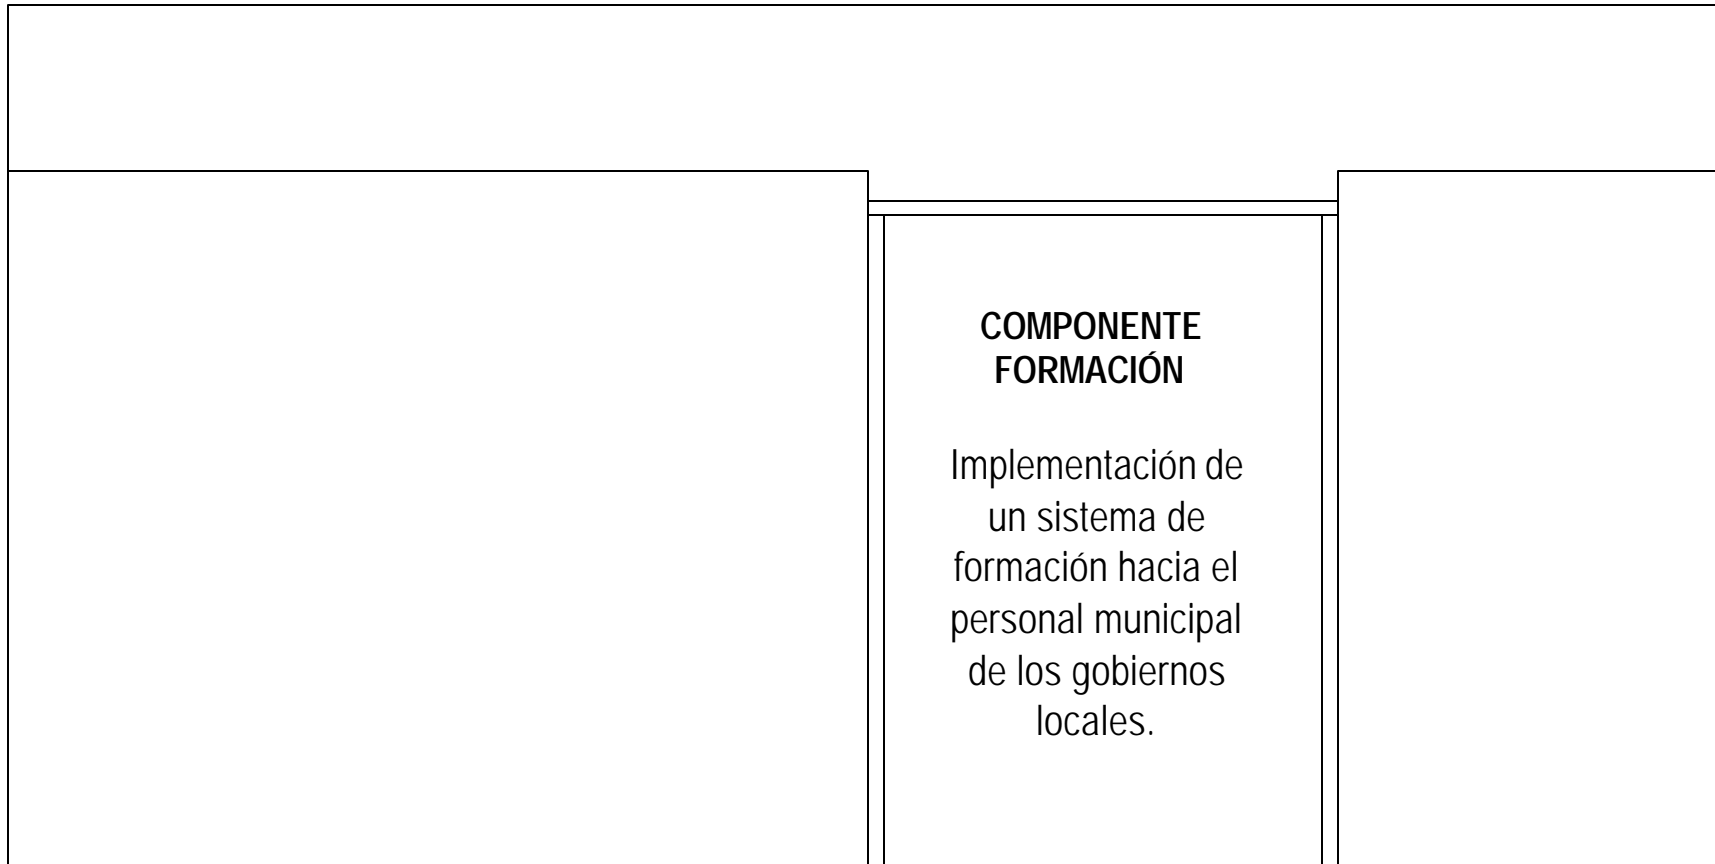 COMPONENTE
FORMACIÓN
Implementación de
un sistema de
formación hacia el
personal municipal
de los gobiernos
locales.